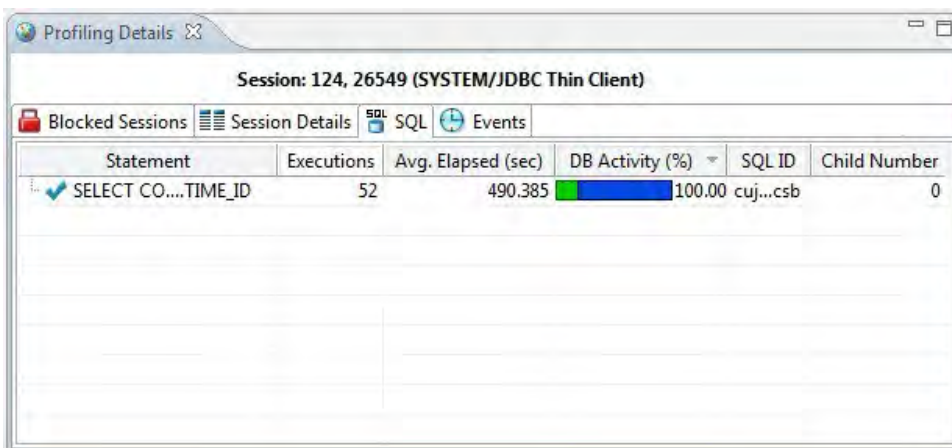 Profiling Details
Session: 124, 26549 (SYSTEM/JDBC Thin Client)
Blocked Sessions Session Details SQL SQL Events
Statement Executions Avg. Elapsed (sec) DB Activity (%) SQL ID Child Number
SELECT CO....TIME_ID 52 490.385 100.00 cuj...csb 0